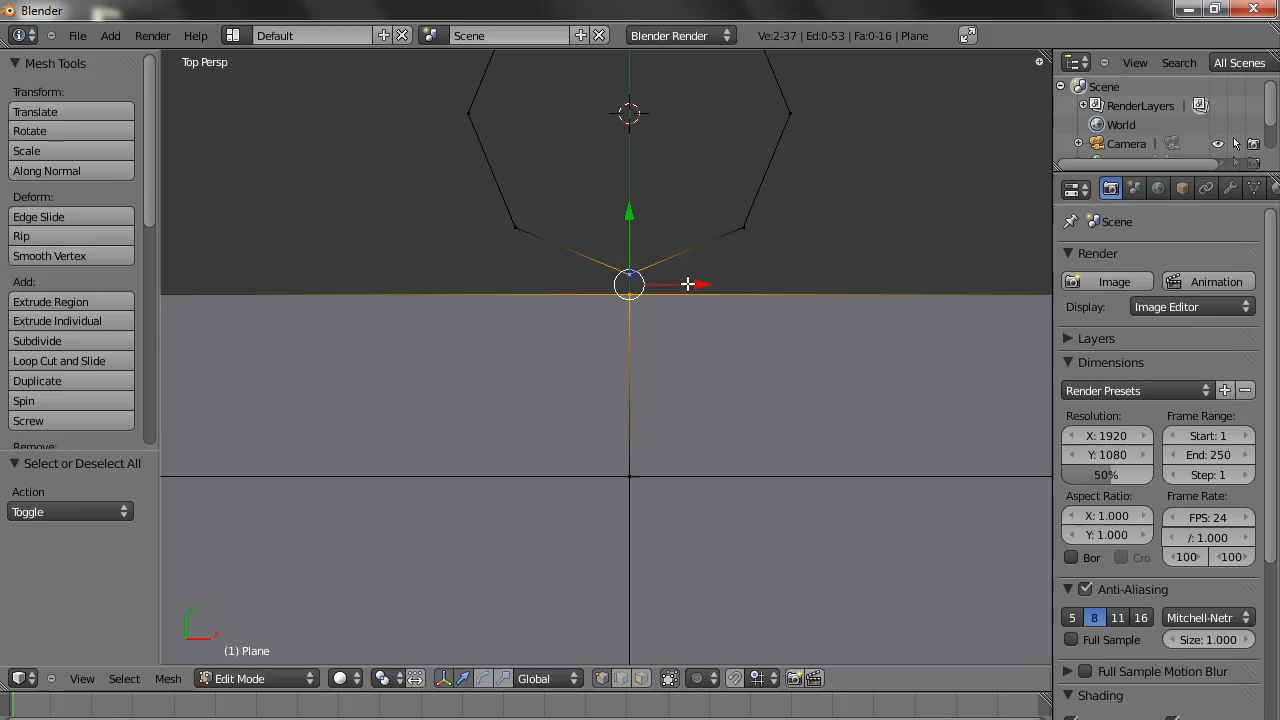 Blender
File Add Render Help Default Scene Blender Render Ve:2-37 | Ed:0-53 | Fa:0-16 | Plane
Mesh Tools
Transform:
Translate
Rotate
Scale
Along Normal
Deform:
Edge Slide
Rip
Smooth Vertex
Add:
Extrude Region
Extrude Individual
Subdivide
Loop Cut and Slide
Duplicate
Spin
Screw
Remove:
Select or Deselect All
Action
Toggle
Top Persp
y
x
(1) Plane
View Select Mesh Edit Mode Global
View Search All Scenes
Scene
RenderLayers
World
Camera
Scene
Render
Image Animation
Display: Image Editor
Layers
Dimensions
Render Presets
Resolution: Frame Range:
X: 1920 Start: 1
Y: 1080 End: 250
50% Step: 1
Aspect Ratio: Frame Rate:
X: 1.000 FPS: 24
Y: 1.000 /: 1.000
Bor Cro 100 100
Anti-Aliasing
5 8 11 16 Mitchell-Netr
Full Sample Size: 1.000
Full Sample Motion Blur
Shading